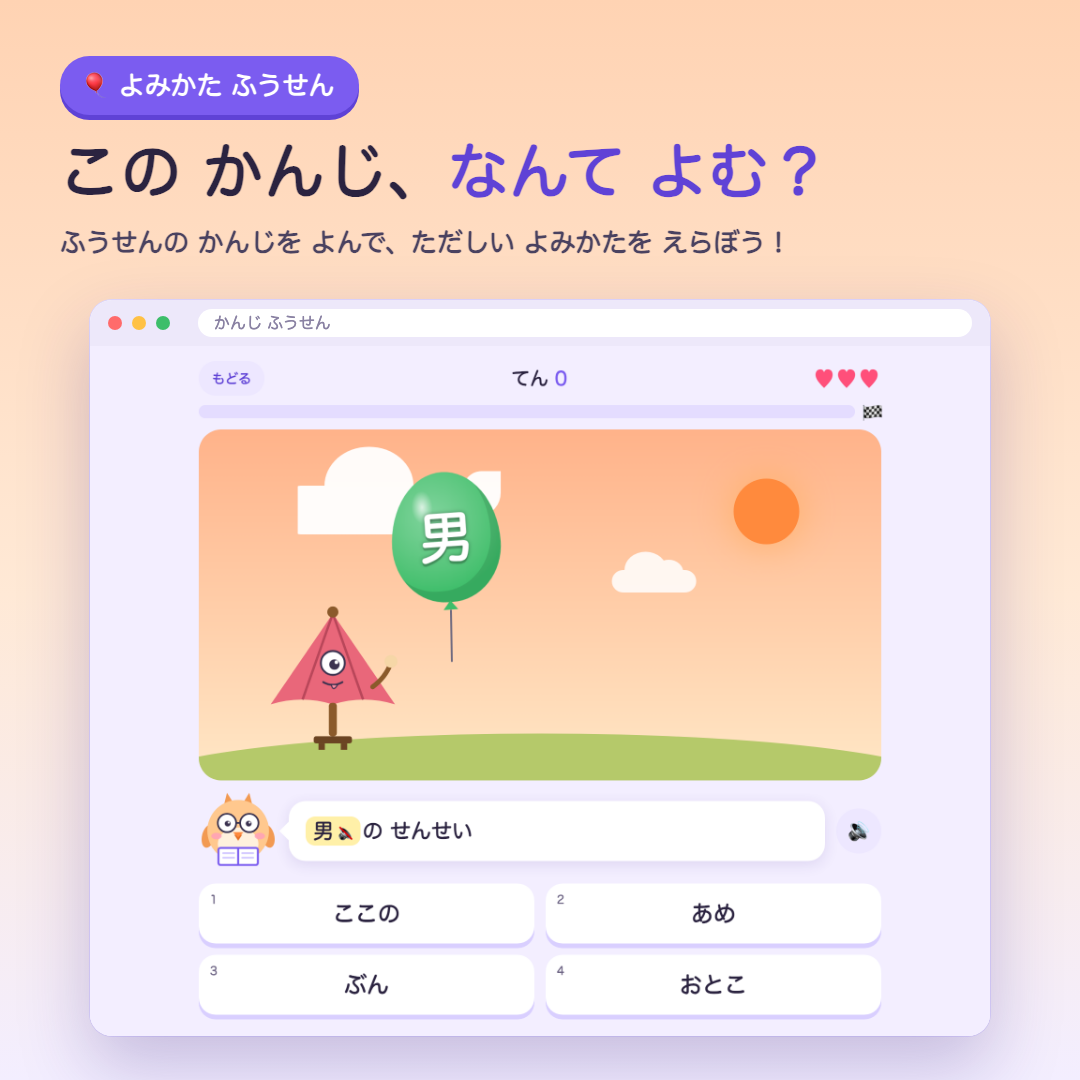 よみかた ふうせん
この かんじ、なんて よむ？
ふうせんの かんじを よんで、ただしい よみかたを えらぼう！
かんじ ふうせん
もどる
てん 0
男
男の せんせい
1 ここの
2 あめ
3 ぶん
4 おとこ